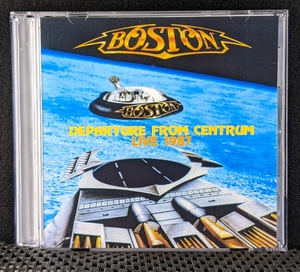 BOSTON
BOSTON
DEPARTURE FROM CENTRUM
LIVE 1987